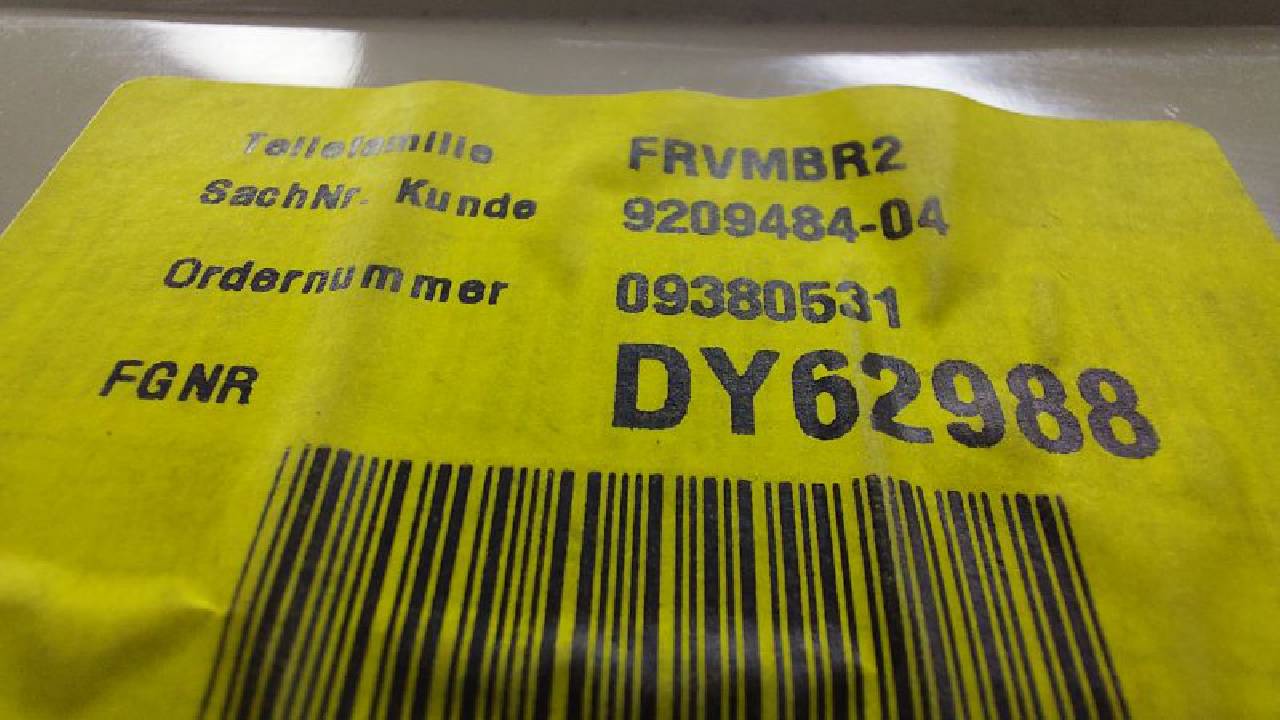 Teilefamilie FRVMBR2
SachNr. Kunde 9209484-04
Ordernummer 09380531
FGNR DY62988